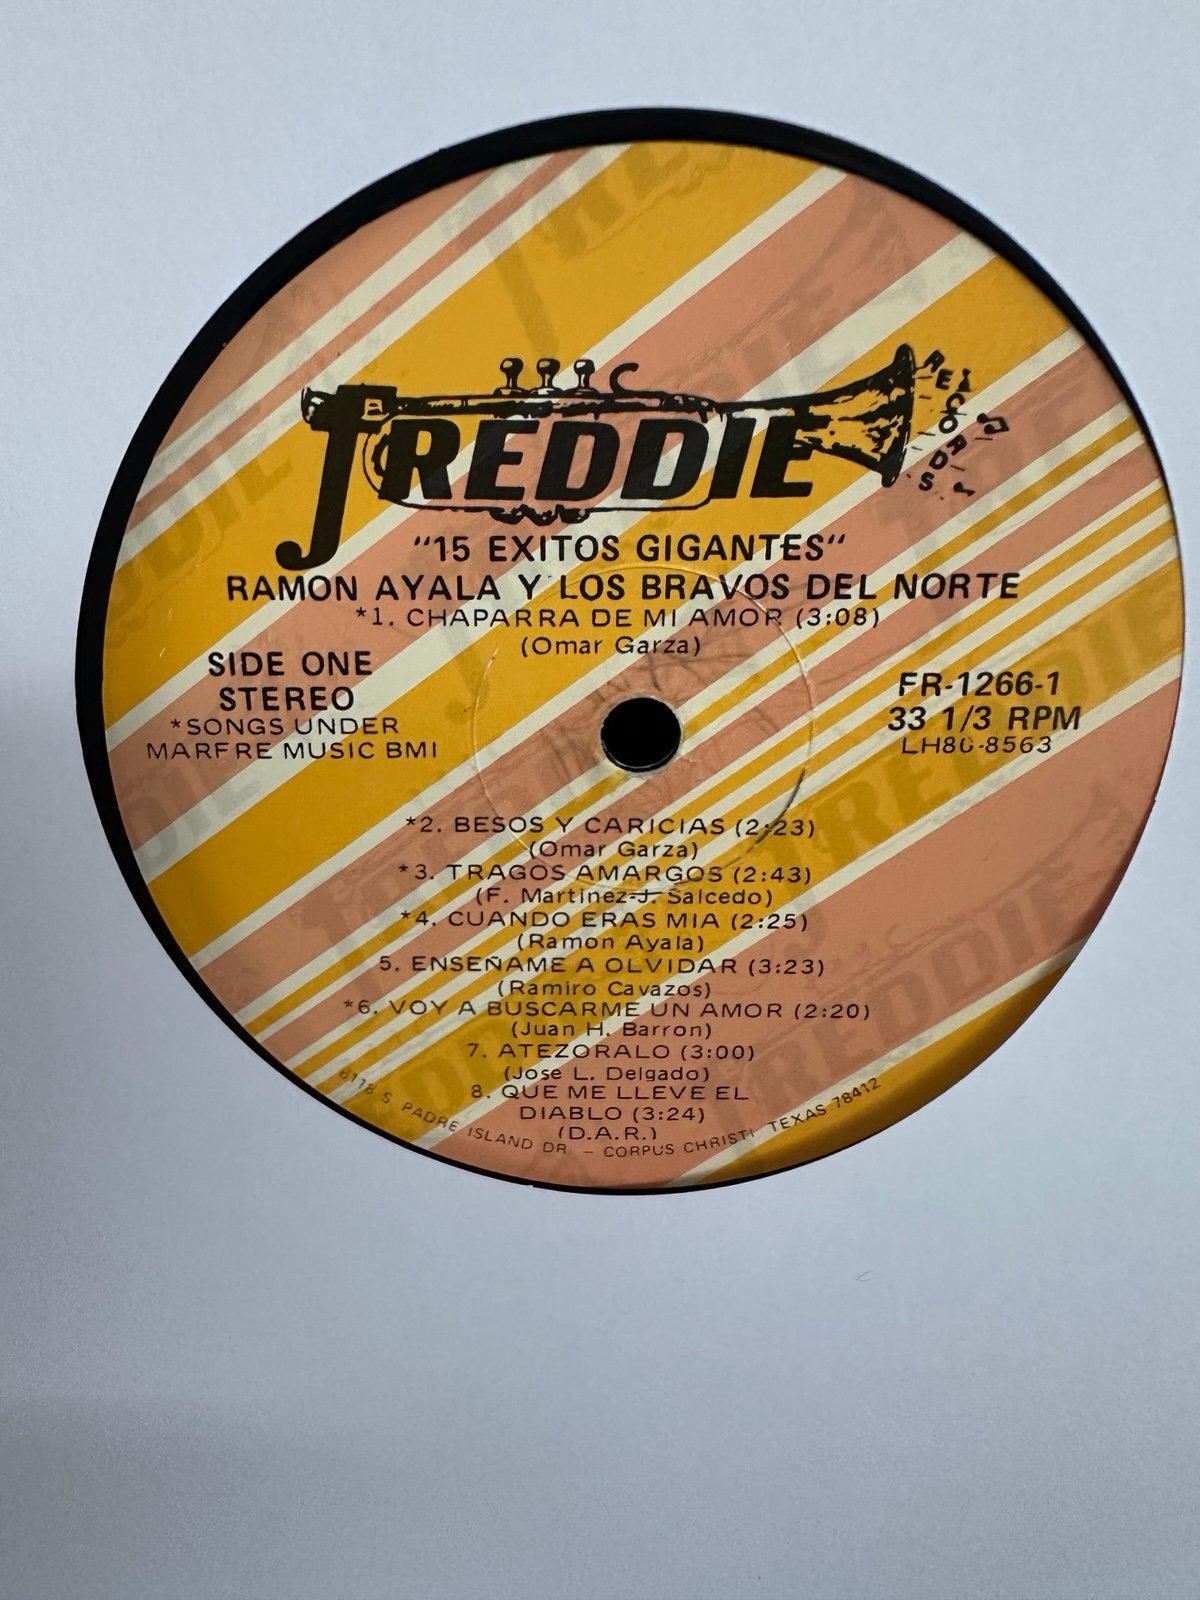 FREDDIE
RECORDS
"15 EXITOS GIGANTES"
RAMON AYALA Y LOS BRAVOS DEL NORTE
*1. CHAPARRA DE MI AMOR (3:08)
(Omar Garza)
SIDE ONE
STEREO
*SONGS UNDER
MARFRE MUSIC BMI
FR-1266-1
33 1/3 RPM
LH80-8563
*2. BESOS Y CARICIAS (2:23)
(Omar Garza)
*3. TRAGOS AMARGOS (2:43)
(F. Martinez-J. Salcedo)
*4. CUANDO ERAS MIA (2:25)
(Ramon Ayala)
5. ENSEÑAME A OLVIDAR (3:23)
(Ramiro Cavazos)
*6. VOY A BUSCARME UN AMOR (2:20)
(Juan H. Barron)
7. ATEZORALO (3:00)
(Jose L. Delgado)
8. QUE ME LLEVE EL
DIABLO (3:24)
(D.A.R.)
6118 S. PADRE ISLAND DR. - CORPUS CHRISTI, TEXAS 78412